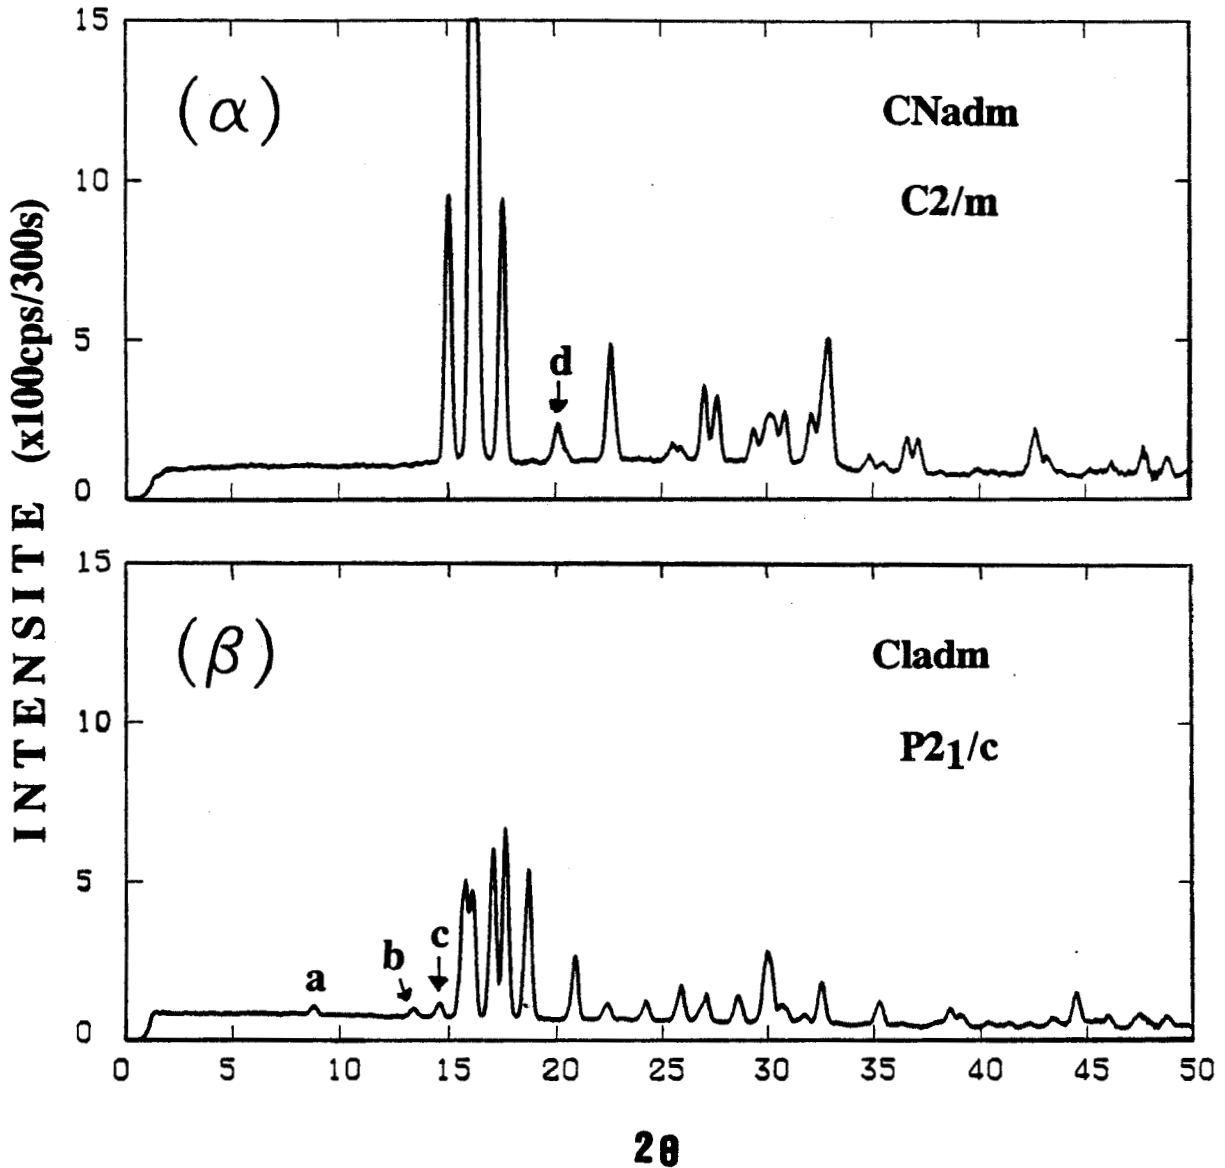 INTENSITE (x100cps/300s)
15
10
5
0
(α)
CNadm
C2/m
d
15
10
5
0
(β)
Cladm
P21/c
a
b
c
0 5 10 15 20 25 30 35 40 45 50
2θ